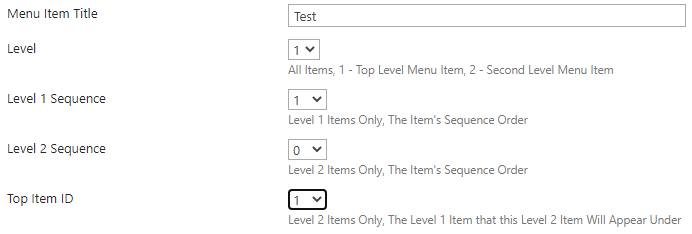 Menu Item Title Test
Level 1
All Items, 1 - Top Level Menu Item, 2 - Second Level Menu Item
Level 1 Sequence 1
Level 1 Items Only, The Item's Sequence Order
Level 2 Sequence 0
Level 2 Items Only, The Item's Sequence Order
Top Item ID 1
Level 2 Items Only, The Level 1 Item that this Level 2 Item Will Appear Under